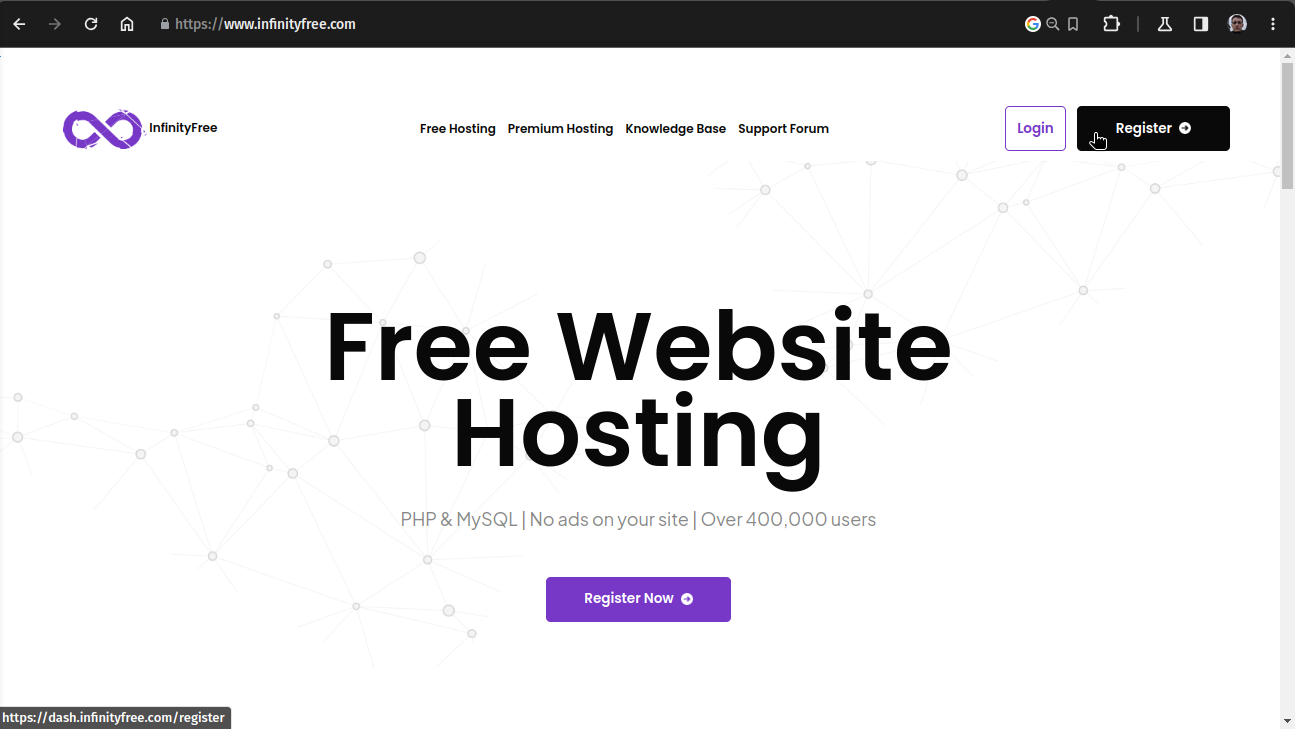 https://www.infinityfree.com
InfinityFree
Free Hosting Premium Hosting Knowledge Base Support Forum
Login
Register
Free Website
Hosting
PHP & MySQL | No ads on your site | Over 400,000 users
Register Now
https://dash.infinityfree.com/register